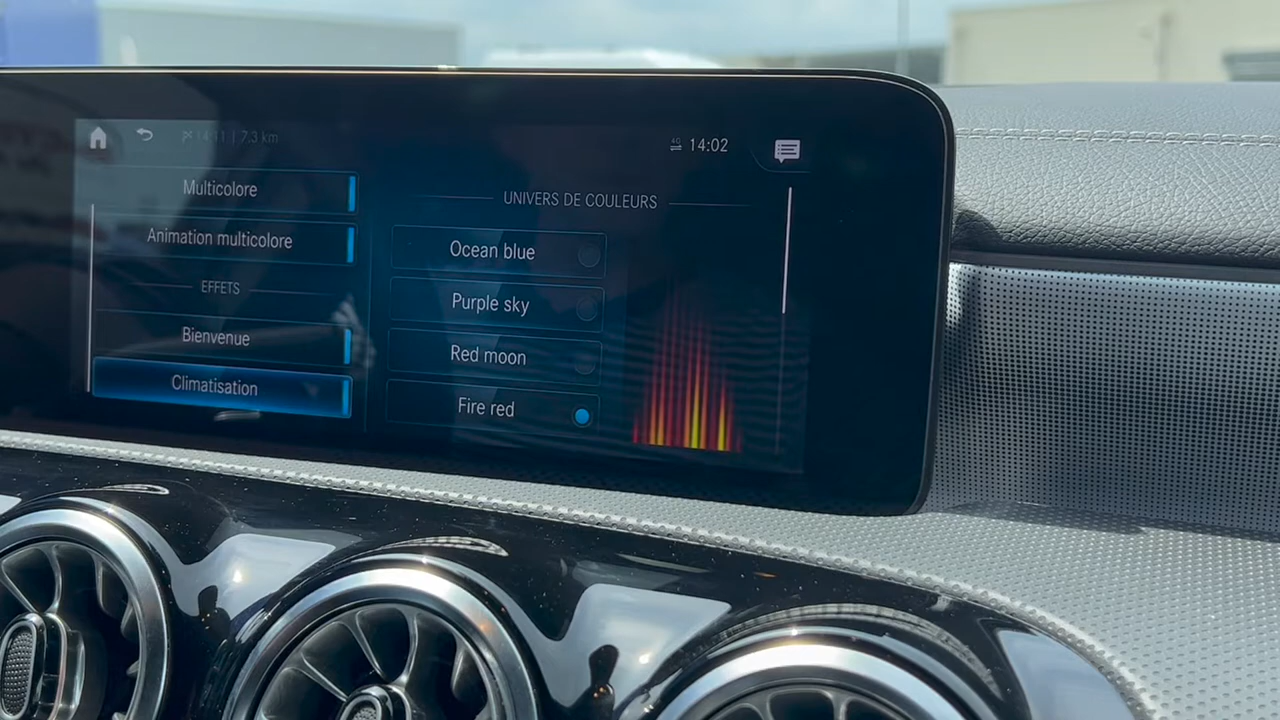 14:11 | 7.3 km
4G 14:02
Multicolore
Animation multicolore
EFFETS
Bienvenue
Climatisation
UNIVERS DE COULEURS
Ocean blue
Purple sky
Red moon
Fire red